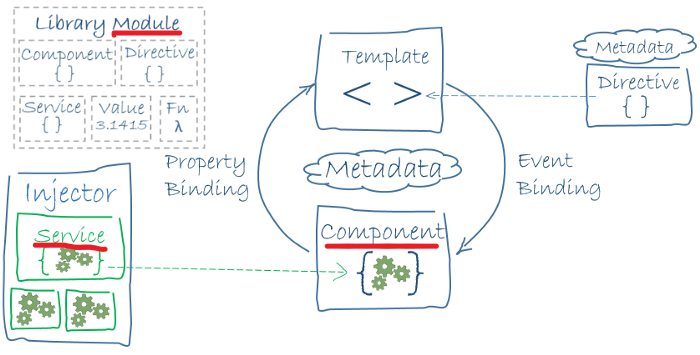 Library Module
Component
{ }
Directive
{ }
Service
{ }
Value
3.1415
Fn
λ
Template
< >
Metadata
Directive
{ }
Property
Binding
Metadata
Event
Binding
Injector
Service
{ }
Component
{ }